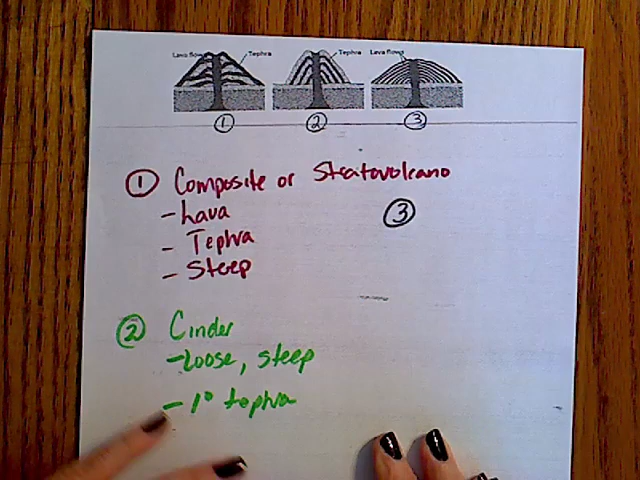 Lava flows Tephra Tephra Lava flows
1 2 3
1 Composite or Stratovolcano
- Lava
- Tephra
- Steep
3
2 Cinder
- Loose, steep
- 1° tephra